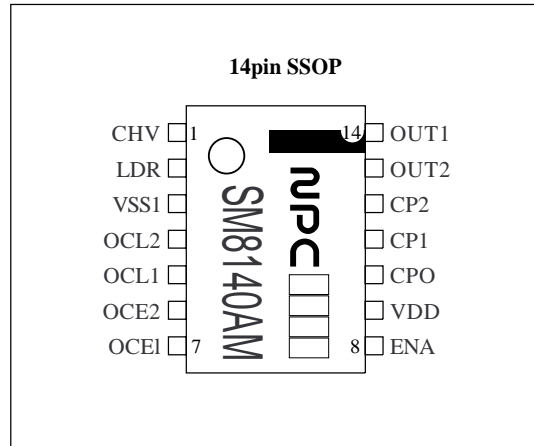 14pin SSOP
CHV 1 14 OUT1
LDR OUT2
VSS1 CP2
OCL2 CP1
OCL1 CPO
OCE2 VDD
OCEl 7 8 ENA
NPC
SM8140AM